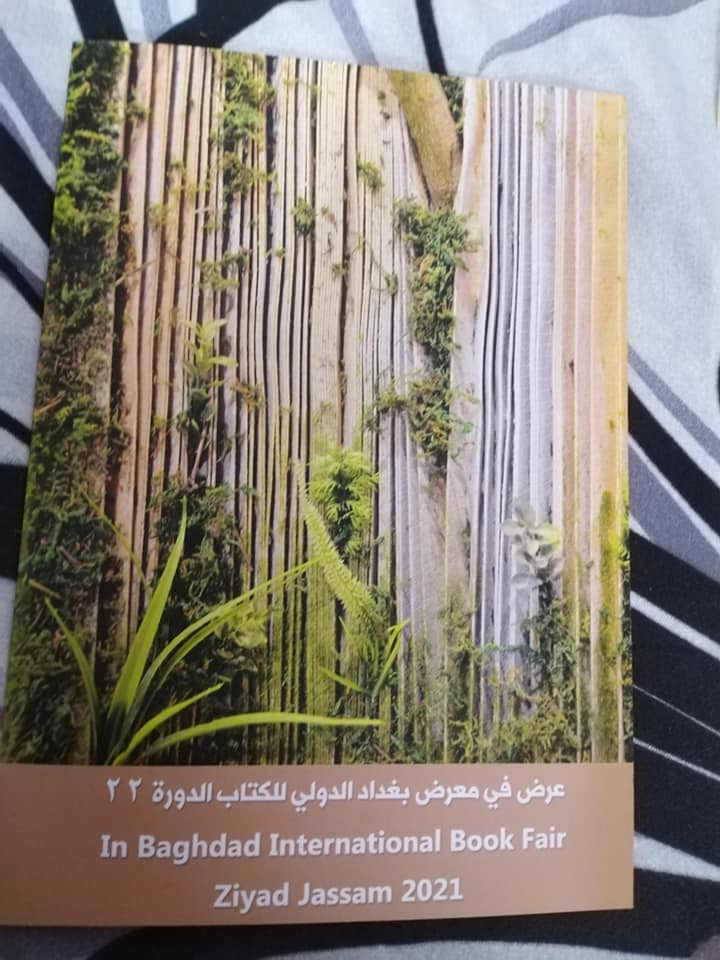 عرض في معرض بغداد الدولي للكتاب الدورة ٢٢
In Baghdad International Book Fair
Ziyad Jassam 2021